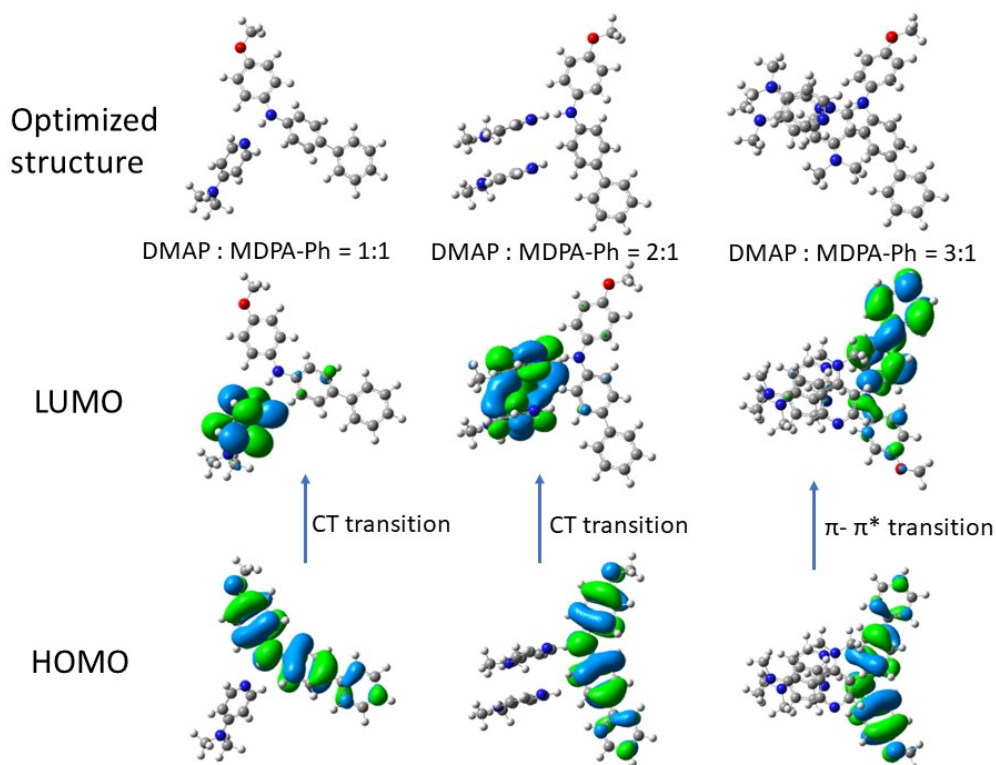 Optimized
structure
DMAP : MDPA-Ph = 1:1
DMAP : MDPA-Ph = 2:1
DMAP : MDPA-Ph = 3:1
LUMO
CT transition
CT transition
π- π* transition
HOMO